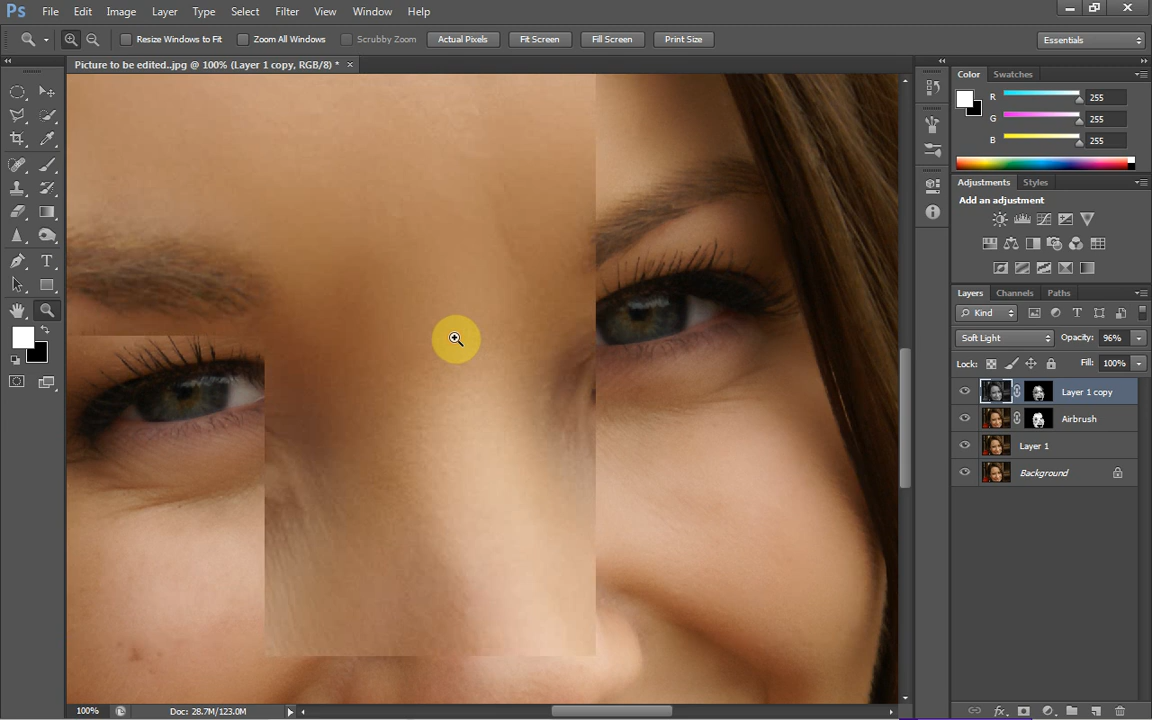 Ps File Edit Image Layer Type Select Filter View Window Help
Resize Windows to Fit Zoom All Windows Scrubby Zoom Actual Pixels Fit Screen Fill Screen Print Size Essentials
Picture to be edited..jpg @ 100% (Layer 1 copy, RGB/8) * ×
Color Swatches
R 255
G 255
B 255
Adjustments Styles
Add an adjustment
Layers Channels Paths
Kind
Soft Light Opacity: 96%
Lock: Fill: 100%
Layer 1 copy
Airbrush
Layer 1
Background
100% Doc: 28.7M/123.0M